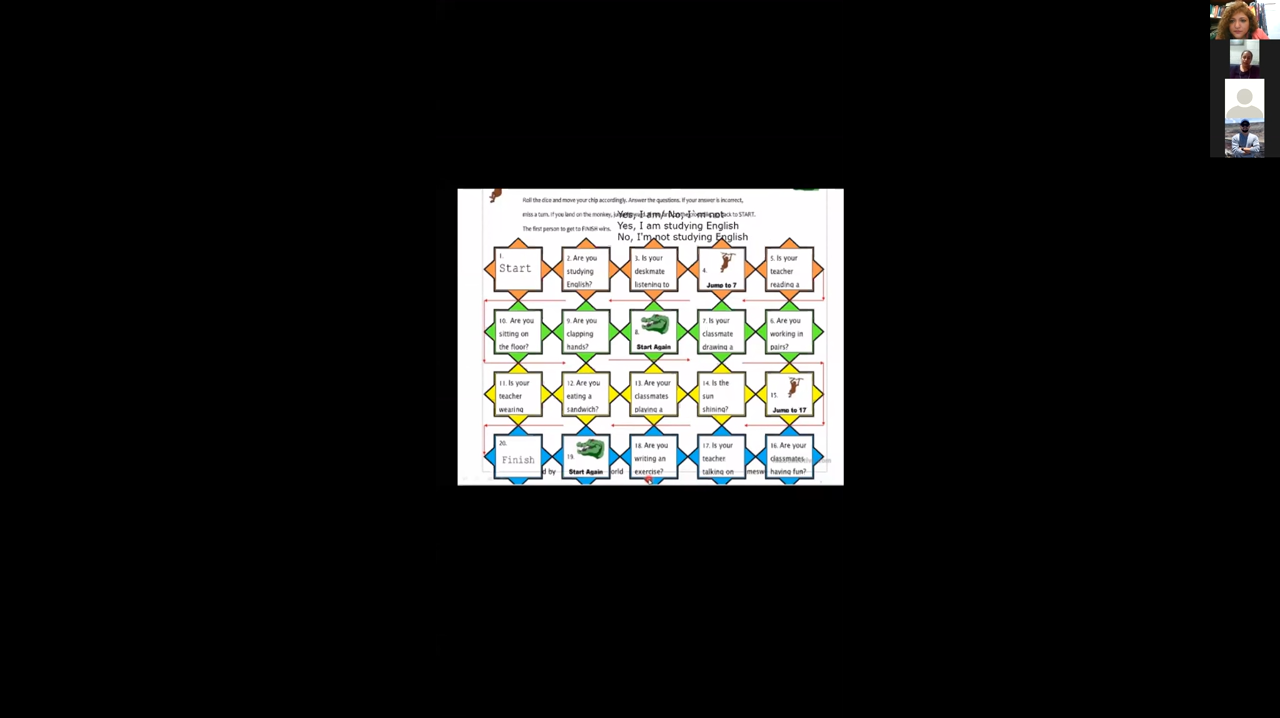 Roll the dice and move your chip accordingly. Answer the questions. If your answer is incorrect,
miss a turn. If you land on the monkey, back to START.
The first person to get to FINISH wins.
Yes, I am/ No, I'm not
Yes, I am studying English
No, I'm not studying English
1.
Start
2. Are you
studying
English?
3. Is your
deskmate
listening to
4.
Jump to 7
5. Is your
teacher
reading a
10. Are you
sitting on
the floor?
9. Are you
clapping
hands?
8.
Start Again
7. Is your
classmate
drawing a
6. Are you
working in
pairs?
11. Is your
teacher
wearing
12. Are you
eating a
sandwich?
13. Are your
classmates
playing a
14. Is the
sun
shining?
15.
Jump to 17
20.
Finish
19.
Start Again
18. Are you
writing an
exercise?
17. Is your
teacher
talking on
16. Are your
classmates
having fun?